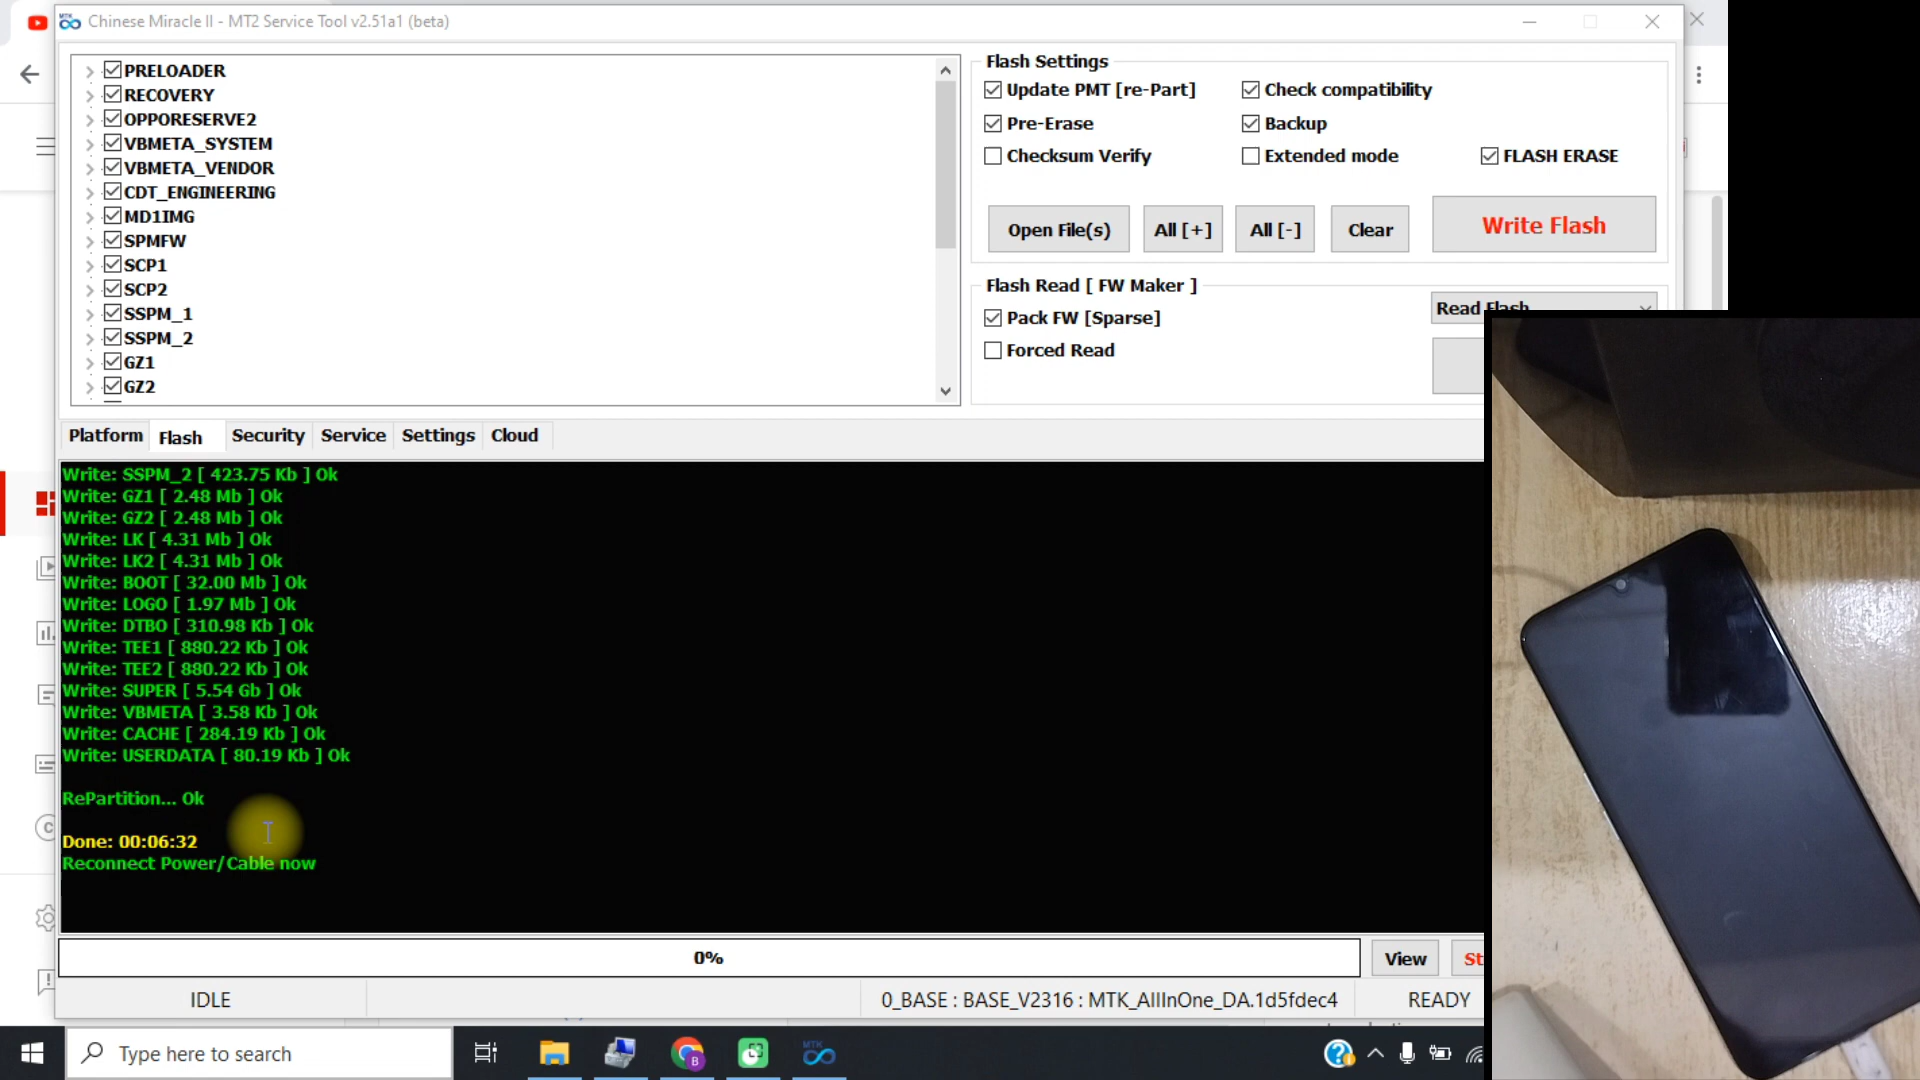 Chinese Miracle II - MT2 Service Tool v2.51a1 (beta)
PRELOADER
RECOVERY
OPPORESERVE2
VBMETA_SYSTEM
VBMETA_VENDOR
CDT_ENGINEERING
MD1IMG
SPMFW
SCP1
SCP2
SSPM_1
SSPM_2
GZ1
GZ2
Flash Settings
Update PMT [re-Part]
Check compatibility
Pre-Erase
Backup
Checksum Verify
Extended mode
FLASH ERASE
Open File(s)
All [+]
All [-]
Clear
Write Flash
Flash Read [ FW Maker ]
Pack FW [Sparse]
Read Flash
Forced Read
Platform
Flash
Security
Service
Settings
Cloud
Write: SSPM_2 [ 423.75 Kb ] Ok
Write: GZ1 [ 2.48 Mb ] Ok
Write: GZ2 [ 2.48 Mb ] Ok
Write: LK [ 4.31 Mb ] Ok
Write: LK2 [ 4.31 Mb ] Ok
Write: BOOT [ 32.00 Mb ] Ok
Write: LOGO [ 1.97 Mb ] Ok
Write: DTBO [ 310.98 Kb ] Ok
Write: TEE1 [ 880.22 Kb ] Ok
Write: TEE2 [ 880.22 Kb ] Ok
Write: SUPER [ 5.54 Gb ] Ok
Write: VBMETA [ 3.58 Kb ] Ok
Write: CACHE [ 284.19 Kb ] Ok
Write: USERDATA [ 80.19 Kb ] Ok
RePartition... Ok
Done: 00:06:32
Reconnect Power/Cable now
0%
View
St
IDLE
0_BASE : BASE_V2316 : MTK_AllInOne_DA.1d5fdec4
READY
Type here to search
B
MTK